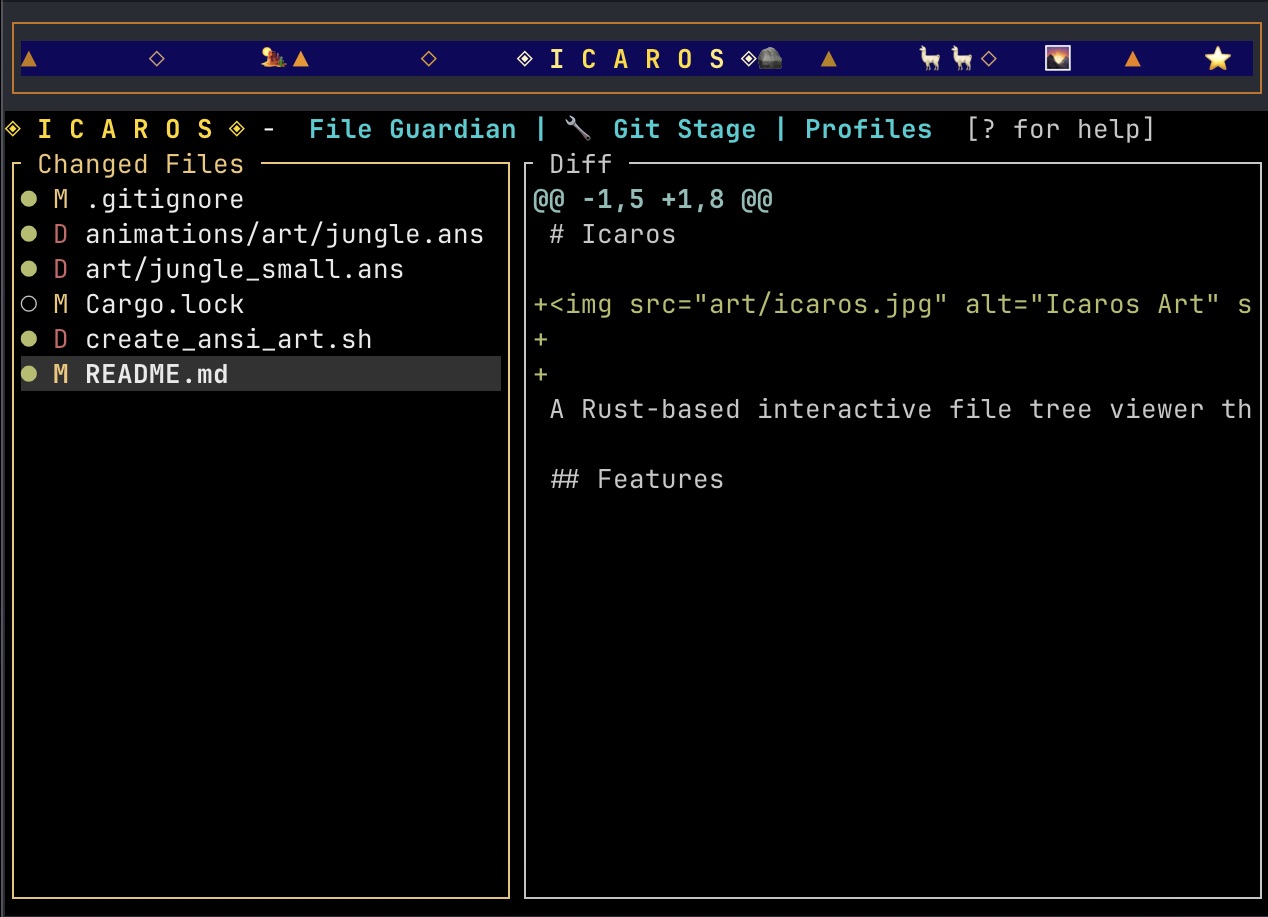 ◈ I C A R O S ◈
◈ I C A R O S ◈ - File Guardian | 🔧 Git Stage | Profiles [? for help]
Changed Files
● M .gitignore
● D animations/art/jungle.ans
● D art/jungle_small.ans
○ M Cargo.lock
● D create_ansi_art.sh
● M README.md
Diff
@@ -1,5 +1,8 @@
# Icaros
+<img src="art/icaros.jpg" alt="Icaros Art" s
+
+
A Rust-based interactive file tree viewer th
## Features